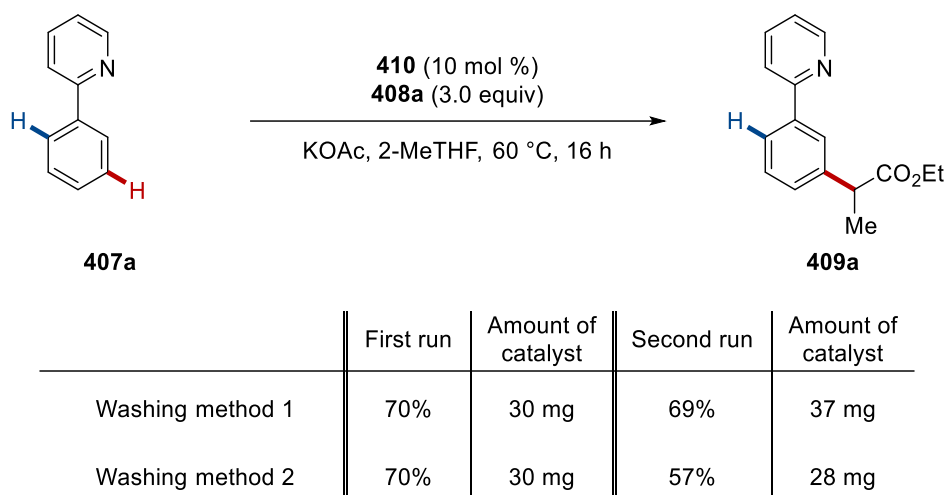 N
H
H
407a
410 (10 mol %)
408a (3.0 equiv)
KOAc, 2-MeTHF, 60 °C, 16 h
N
H
CO₂Et
Me
409a
First run
Amount of
catalyst
Second run
Amount of
catalyst
Washing method 1 70% 30 mg 69% 37 mg
Washing method 2 70% 30 mg 57% 28 mg